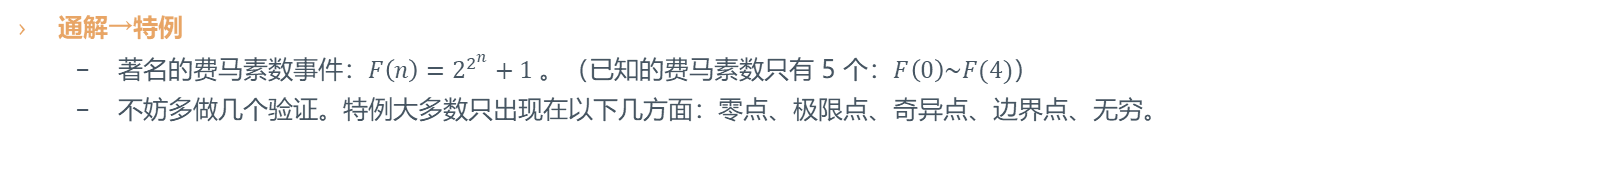 › 通解→特例
– 著名的费马素数事件：F(n) = 2^{2^n} + 1 。（已知的费马素数只有 5 个：F(0)~F(4)）
– 不妨多做几个验证。特例大多数只出现在以下几方面：零点、极限点、奇异点、边界点、无穷。